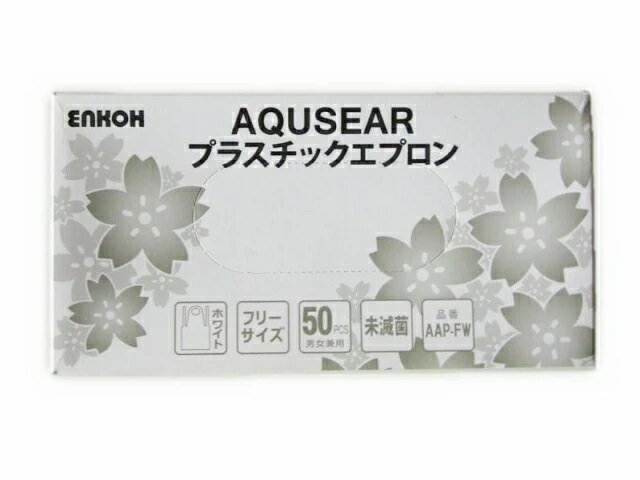 ENKOH
AQUSEAR
プラスチックエプロン
ホワイト
フリー
サイズ
50PCS
男女兼用
未滅菌
品番
AAP-FW